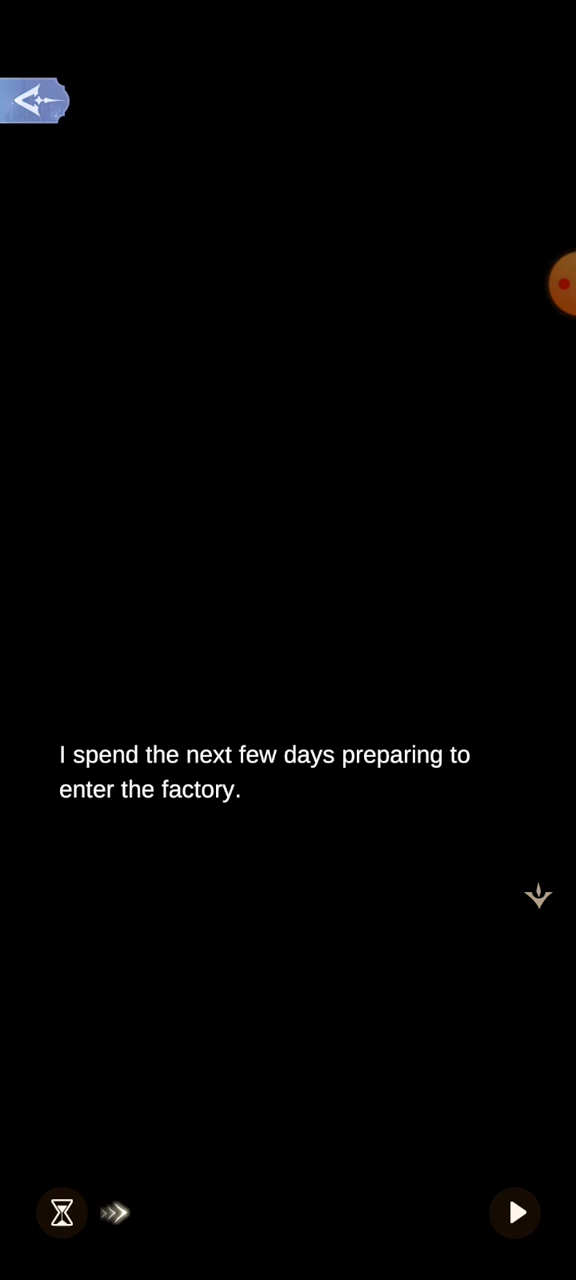 I spend the next few days preparing to
enter the factory.